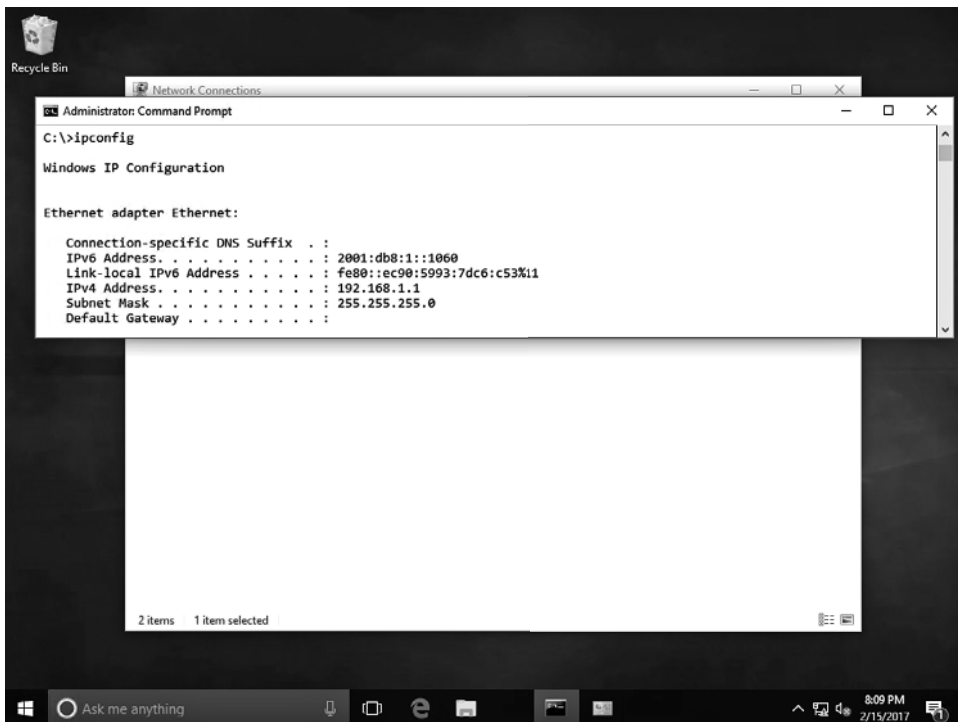 Recycle Bin
Network Connections
Administrator: Command Prompt
C:\>ipconfig
Windows IP Configuration
Ethernet adapter Ethernet:
Connection-specific DNS Suffix . :
IPv6 Address. . . . . . . . . . . : 2001:db8:1::1060
Link-local IPv6 Address . . . . . : fe80::ec90:5993:7dc6:c53%11
IPv4 Address. . . . . . . . . . . : 192.168.1.1
Subnet Mask . . . . . . . . . . . : 255.255.255.0
Default Gateway . . . . . . . . . :
2 items 1 item selected
Ask me anything
8:09 PM
2/15/2017
1